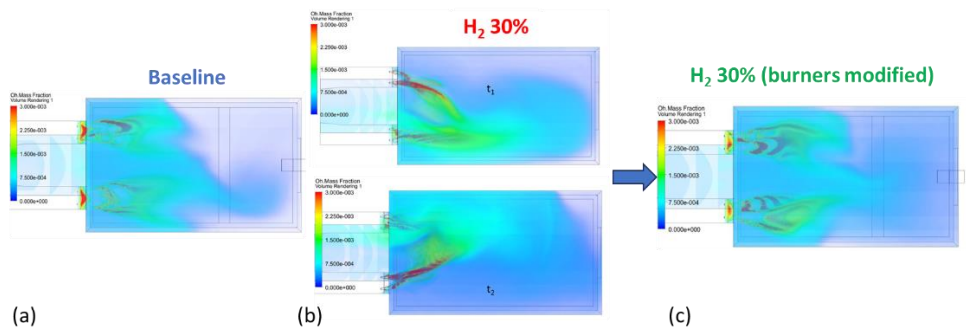 Baseline
Oh.Mass Fraction
Volume Rendering 1
3.000e-003
2.250e-003
1.500e-003
7.500e-004
0.000e+000
(a)
H₂ 30%
Oh.Mass Fraction
Volume Rendering 1
3.000e-003
2.250e-003
1.500e-003
7.500e-004
0.000e+000
t₁
Oh.Mass Fraction
Volume Rendering 1
3.000e-003
2.250e-003
1.500e-003
7.500e-004
0.000e+000
t₂
(b)
H₂ 30% (burners modified)
Oh.Mass Fraction
Volume Rendering 1
3.000e-003
2.250e-003
1.500e-003
7.500e-004
0.000e+000
(c)